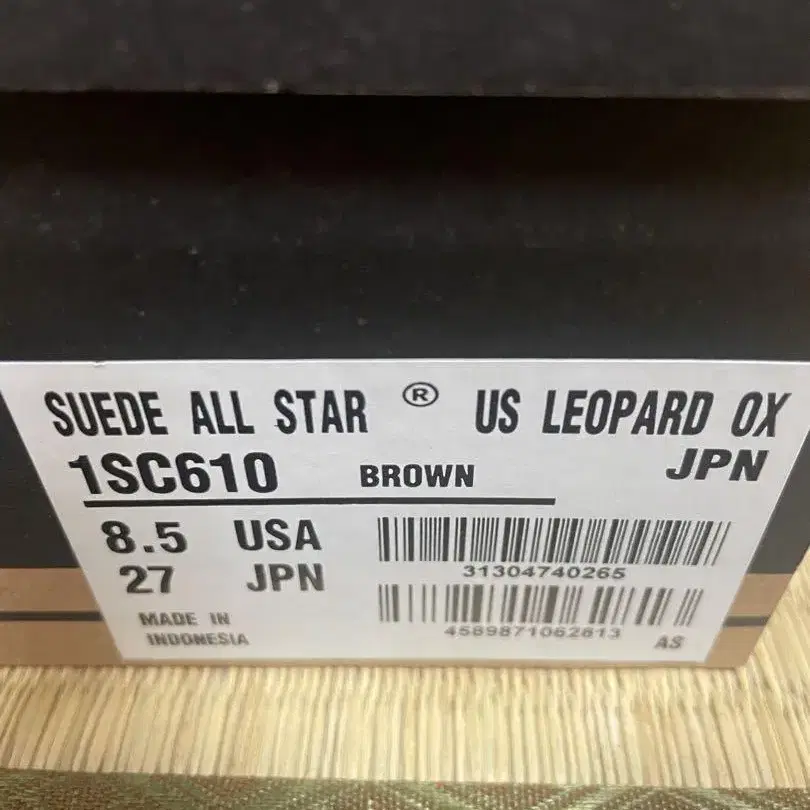 SUEDE ALL STAR ® US LEOPARD OX
1SC610 BROWN JPN
8.5 USA
27 JPN
31304740265
MADE IN
INDONESIA
4589871062813 AS